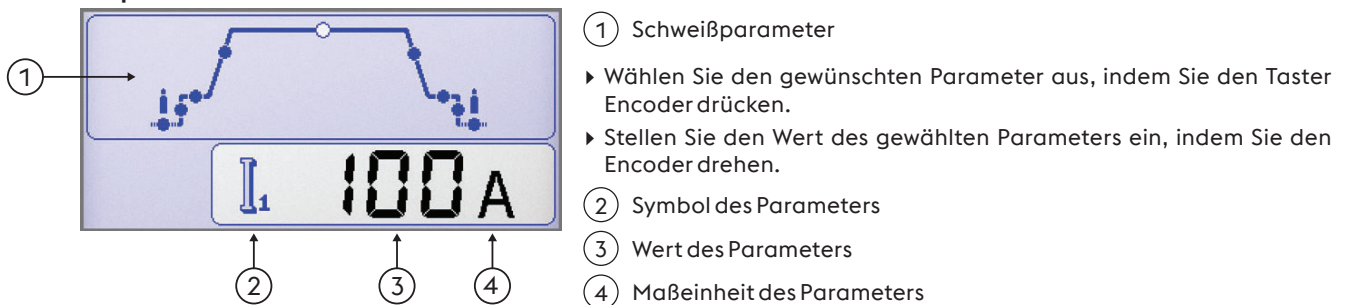 1
I1 100 A
2 3 4
1 Schweißparameter
‣ Wählen Sie den gewünschten Parameter aus, indem Sie den Taster
Encoder drücken.
‣ Stellen Sie den Wert des gewählten Parameters ein, indem Sie den
Encoder drehen.
2 Symbol des Parameters
3 Wert des Parameters
4 Maßeinheit des Parameters